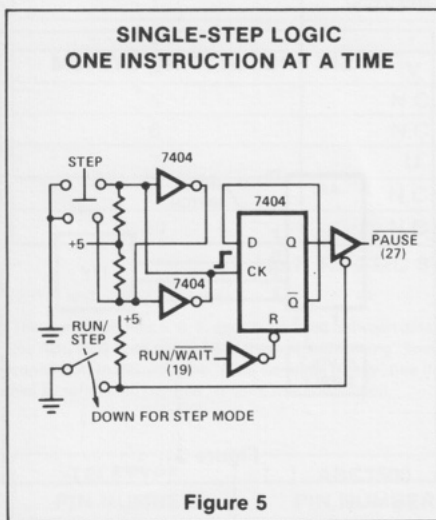 SINGLE-STEP LOGIC
ONE INSTRUCTION AT A TIME
STEP
7404
7404
D
Q
PAUSE
(27)
+5
CK
7404
Q
R
+5
RUN/
STEP
RUN/WAIT
(19)
DOWN FOR STEP MODE
Figure 5